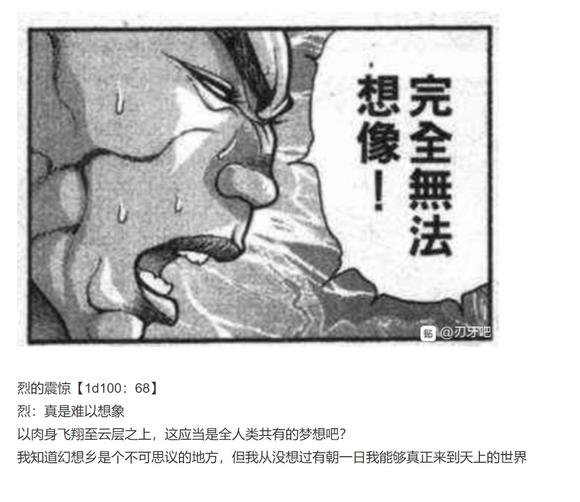 完全無法
想像！
貼 @刃牙吧
烈的震惊【1d100：68】
烈：真是难以想象
以肉身飞翔至云层之上，这应当是全人类共有的梦想吧？
我知道幻想乡是个不可思议的地方，但我从没想过有朝一日我能够真正来到天上的世界